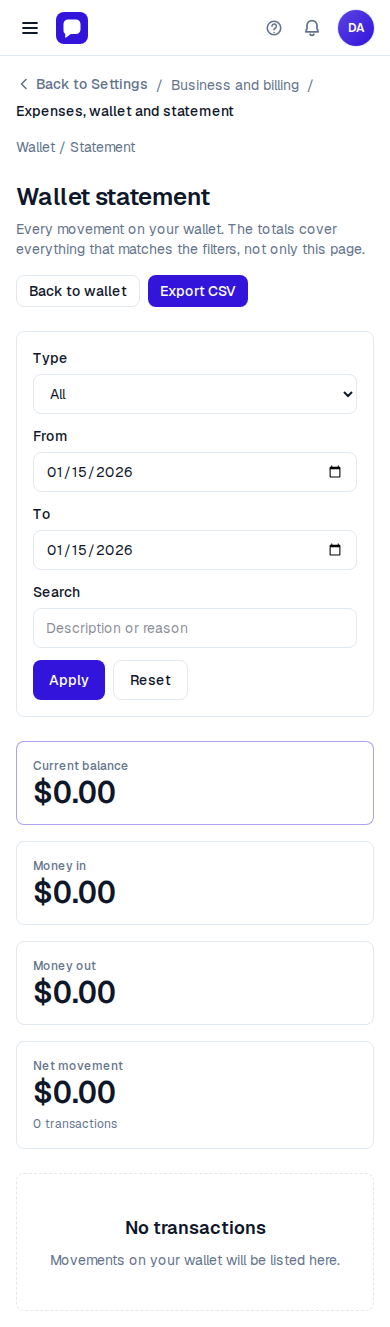 DA
Back to Settings / Business and billing /
Expenses, wallet and statement
Wallet / Statement
Wallet statement
Every movement on your wallet. The totals cover
everything that matches the filters, not only this page.
Back to wallet
Export CSV
Type
All
From
01/15/2026
To
01/15/2026
Search
Description or reason
Apply
Reset
Current balance
$0.00
Money in
$0.00
Money out
$0.00
Net movement
$0.00
0 transactions
No transactions
Movements on your wallet will be listed here.